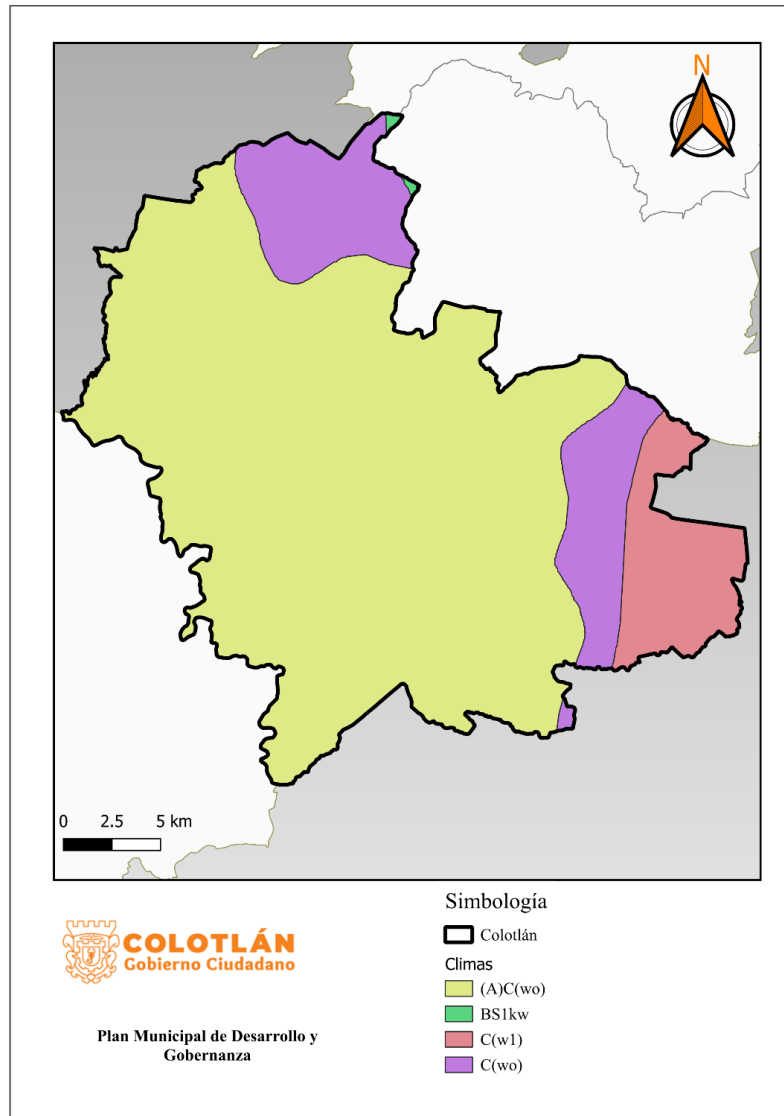 N
0 2.5 5 km
COLOTLÁN
Gobierno Ciudadano
Plan Municipal de Desarrollo y
Gobernanza
Simbología
Colotlán
Climas
(A)C(wo)
BS1kw
C(w1)
C(wo)